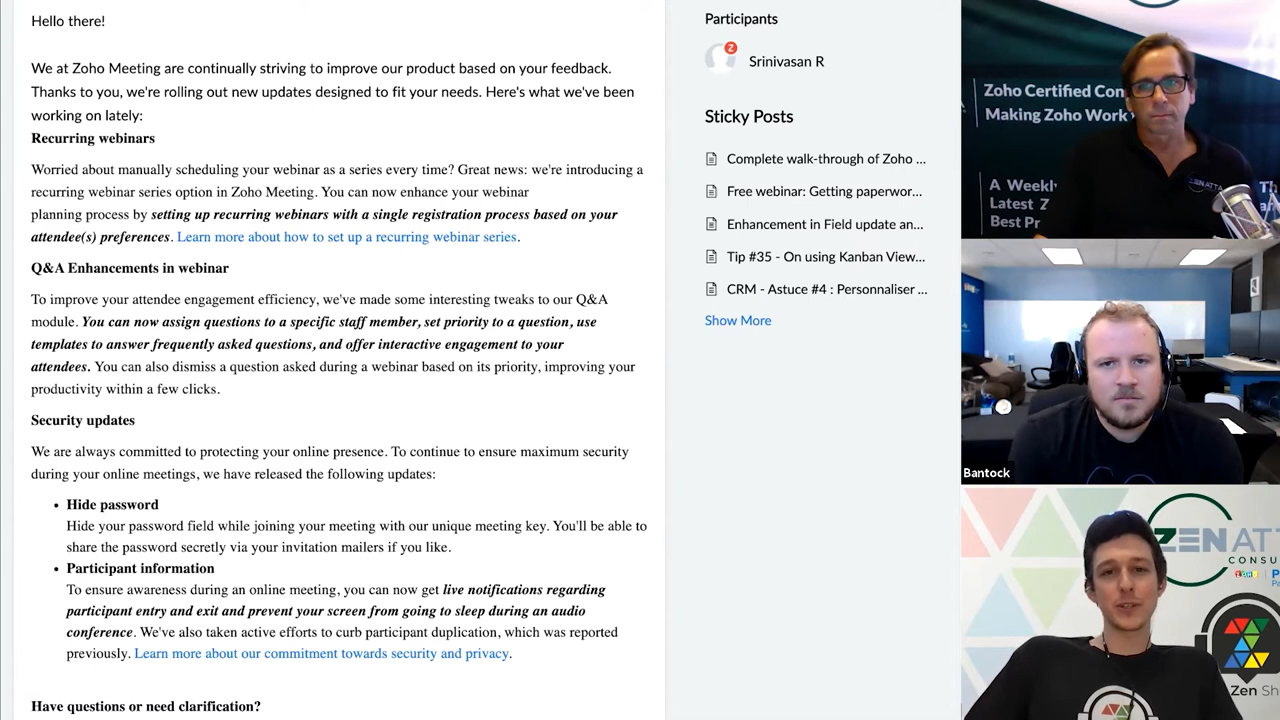 Hello there!
We at Zoho Meeting are continually striving to improve our product based on your feedback.
Thanks to you, we're rolling out new updates designed to fit your needs. Here's what we've been
working on lately:
Recurring webinars
Worried about manually scheduling your webinar as a series every time? Great news: we're introducing a
recurring webinar series option in Zoho Meeting. You can now enhance your webinar
planning process by setting up recurring webinars with a single registration process based on your
attendee(s) preferences. Learn more about how to set up a recurring webinar series.
Q&A Enhancements in webinar
To improve your attendee engagement efficiency, we've made some interesting tweaks to our Q&A
module. You can now assign questions to a specific staff member, set priority to a question, use
templates to answer frequently asked questions, and offer interactive engagement to your
attendees. You can also dismiss a question asked during a webinar based on its priority, improving your
productivity within a few clicks.
Security updates
We are always committed to protecting your online presence. To continue to ensure maximum security
during your online meetings, we have released the following updates:
• Hide password
Hide your password field while joining your meeting with our unique meeting key. You'll be able to
share the password secretly via your invitation mailers if you like.
• Participant information
To ensure awareness during an online meeting, you can now get live notifications regarding
participant entry and exit and prevent your screen from going to sleep during an audio
conference. We've also taken active efforts to curb participant duplication, which was reported
previously. Learn more about our commitment towards security and privacy.
Have questions or need clarification?
Participants
Z
Srinivasan R
Sticky Posts
Complete walk-through of Zoho ...
Free webinar: Getting paperwor...
Enhancement in Field update an...
Tip #35 - On using Kanban View...
CRM - Astuce #4 : Personnaliser ...
Show More
Zoho Certified Con
Making Zoho Work
A Weekly
Latest Z
Best Pr
Th
ZEN ATTA
Bantock
ZEN ATT
CONSU
ZOHO
Zen Sh